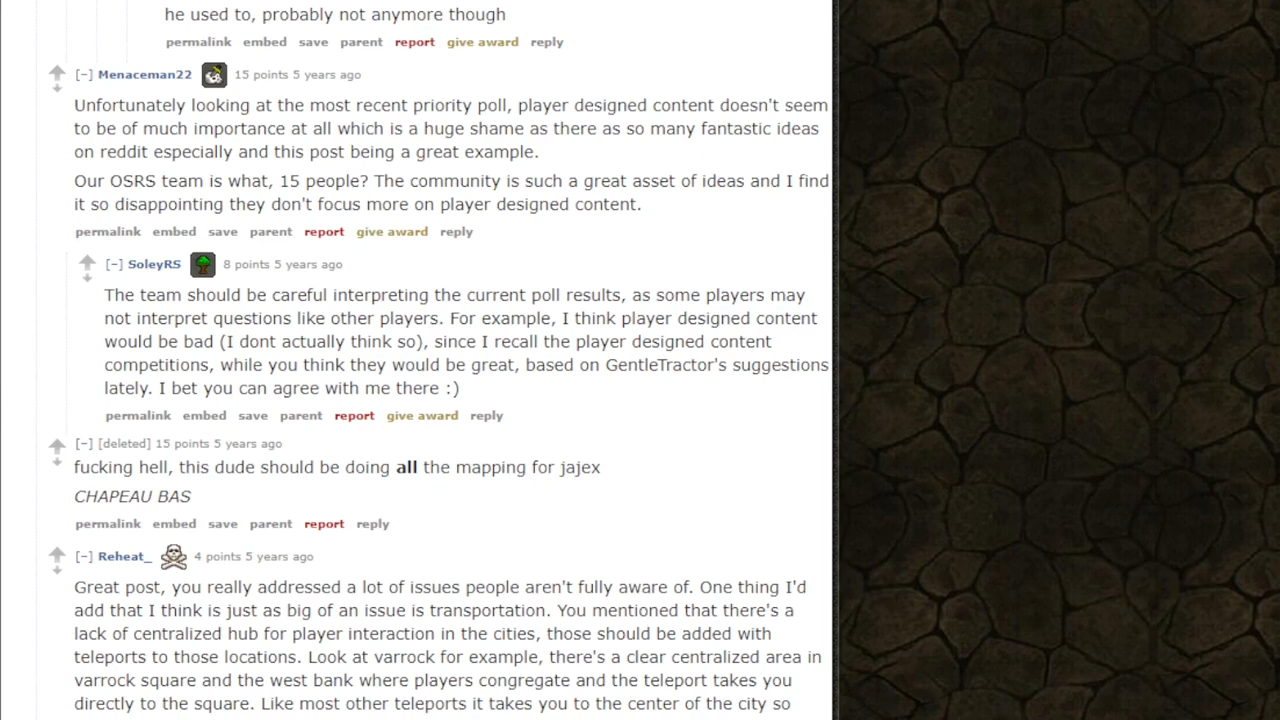 he used to, probably not anymore though
permalink embed save parent report give award reply
[–] Menaceman22 15 points 5 years ago
Unfortunately looking at the most recent priority poll, player designed content doesn't seem
to be of much importance at all which is a huge shame as there as so many fantastic ideas
on reddit especially and this post being a great example.
Our OSRS team is what, 15 people? The community is such a great asset of ideas and I find
it so disappointing they don't focus more on player designed content.
permalink embed save parent report give award reply
[–] SoleyRS 8 points 5 years ago
The team should be careful interpreting the current poll results, as some players may
not interpret questions like other players. For example, I think player designed content
would be bad (I dont actually think so), since I recall the player designed content
competitions, while you think they would be great, based on GentleTractor's suggestions
lately. I bet you can agree with me there :)
permalink embed save parent report give award reply
[–] [deleted] 15 points 5 years ago
fucking hell, this dude should be doing all the mapping for jajex
CHAPEAU BAS
permalink embed save parent report reply
[–] Reheat_ 4 points 5 years ago
Great post, you really addressed a lot of issues people aren't fully aware of. One thing I'd
add that I think is just as big of an issue is transportation. You mentioned that there's a
lack of centralized hub for player interaction in the cities, those should be added with
teleports to those locations. Look at varrock for example, there's a clear centralized area in
varrock square and the west bank where players congregate and the teleport takes you
directly to the square. Like most other teleports it takes you to the center of the city so